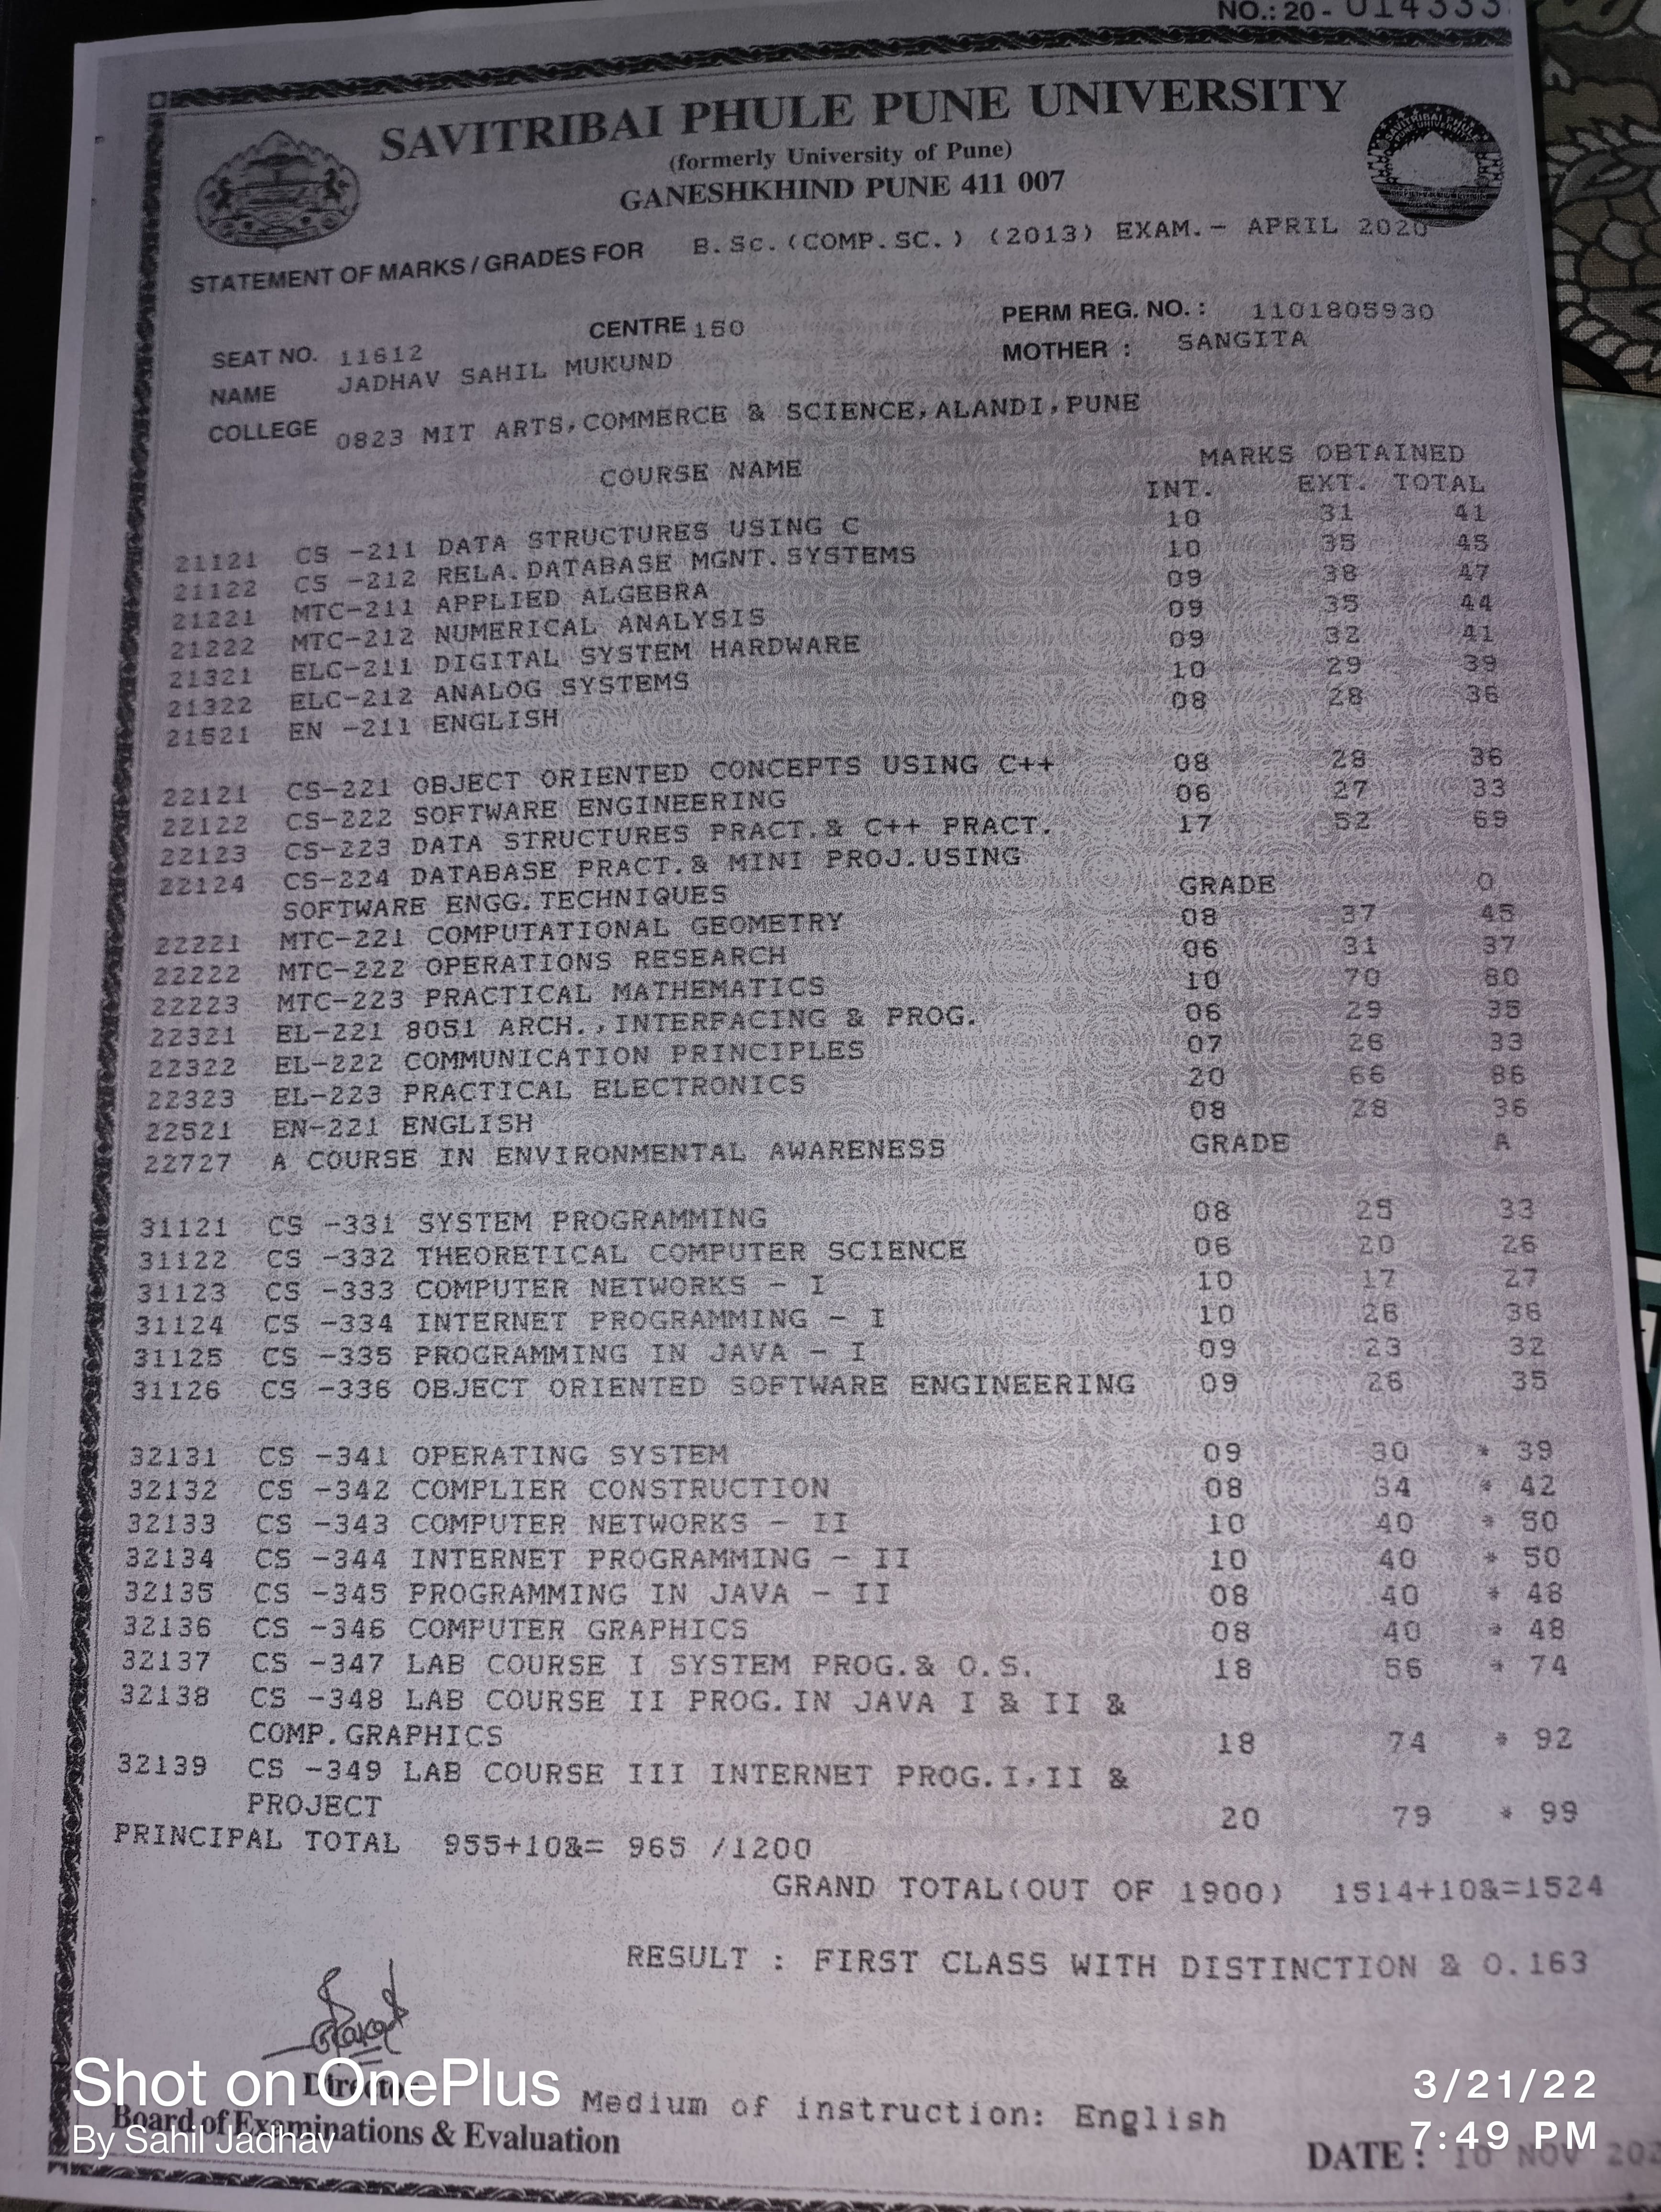 NO.: 20 - 014333
SAVITRIBAI PHULE PUNE UNIVERSITY
(formerly University of Pune)
GANESHKHIND PUNE 411 007
STATEMENT OF MARKS / GRADES FOR B.Sc.(COMP.SC.) (2013) EXAM.- APRIL 2020
SEAT NO. 11612 CENTRE 150 PERM REG. NO. : 1101805930
NAME JADHAV SAHIL MUKUND MOTHER : SANGITA
COLLEGE 0823 MIT ARTS,COMMERCE & SCIENCE,ALANDI,PUNE
COURSE NAME MARKS OBTAINED
INT. EXT. TOTAL
21121 CS -211 DATA STRUCTURES USING C 10 31 41
21122 CS -212 RELA.DATABASE MGNT.SYSTEMS 10 35 45
21221 MTC-211 APPLIED ALGEBRA 09 38 47
21222 MTC-212 NUMERICAL ANALYSIS 09 35 44
21321 ELC-211 DIGITAL SYSTEM HARDWARE 09 32 41
21322 ELC-212 ANALOG SYSTEMS 10 29 39
21521 EN -211 ENGLISH 08 28 36
22121 CS-221 OBJECT ORIENTED CONCEPTS USING C++ 08 28 36
22122 CS-222 SOFTWARE ENGINEERING 06 27 33
22123 CS-223 DATA STRUCTURES PRACT.& C++ PRACT. 17 52 69
22124 CS-224 DATABASE PRACT.& MINI PROJ.USING
SOFTWARE ENGG.TECHNIQUES GRADE O
22221 MTC-221 COMPUTATIONAL GEOMETRY 08 37 45
22222 MTC-222 OPERATIONS RESEARCH 06 31 37
22223 MTC-223 PRACTICAL MATHEMATICS 10 70 80
22321 EL-221 8051 ARCH.,INTERFACING & PROG. 06 29 35
22322 EL-222 COMMUNICATION PRINCIPLES 07 26 33
22323 EL-223 PRACTICAL ELECTRONICS 20 66 86
22521 EN-221 ENGLISH 08 28 36
22727 A COURSE IN ENVIRONMENTAL AWARENESS GRADE A
31121 CS -331 SYSTEM PROGRAMMING 08 25 33
31122 CS -332 THEORETICAL COMPUTER SCIENCE 06 20 26
31123 CS -333 COMPUTER NETWORKS - I 10 17 27
31124 CS -334 INTERNET PROGRAMMING - I 10 26 36
31125 CS -335 PROGRAMMING IN JAVA - I 09 23 32
31126 CS -336 OBJECT ORIENTED SOFTWARE ENGINEERING 09 26 35
32131 CS -341 OPERATING SYSTEM 09 30 * 39
32132 CS -342 COMPLIER CONSTRUCTION 08 34 * 42
32133 CS -343 COMPUTER NETWORKS - II 10 40 * 50
32134 CS -344 INTERNET PROGRAMMING - II 10 40 * 50
32135 CS -345 PROGRAMMING IN JAVA - II 08 40 * 48
32136 CS -346 COMPUTER GRAPHICS 08 40 * 48
32137 CS -347 LAB COURSE I SYSTEM PROG.& O.S. 18 56 * 74
32138 CS -348 LAB COURSE II PROG.IN JAVA I & II &
COMP.GRAPHICS 18 74 * 92
32139 CS -349 LAB COURSE III INTERNET PROG.I,II &
PROJECT 20 79 * 99
PRINCIPAL TOTAL 955+10&= 965 /1200
GRAND TOTAL(OUT OF 1900) 1514+10&=1524
RESULT : FIRST CLASS WITH DISTINCTION & O.163
Director
Board of Examinations & Evaluation
Medium of instruction: English
DATE : 10 NOV
Shot on OnePlus
By Sahil Jadhav
3/21/22
7:49 PM